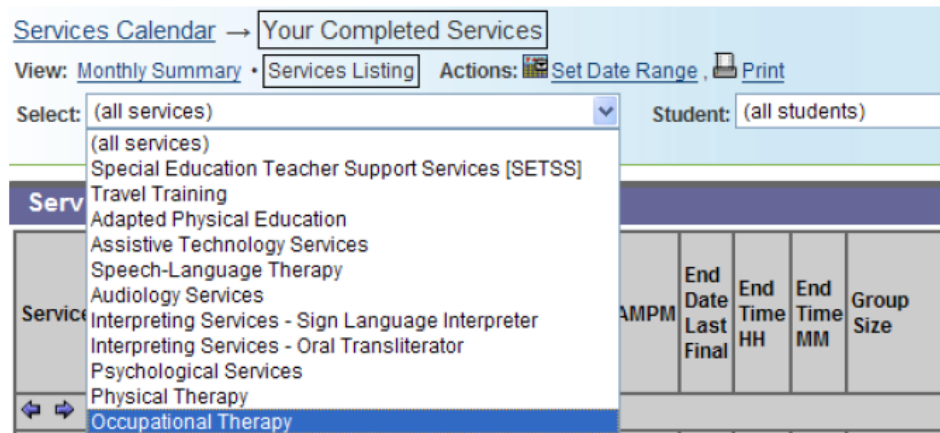 Services Calendar → Your Completed Services
View: Monthly Summary • Services Listing Actions: Set Date Range , Print
Select: (all services) Student: (all students)
(all services)
Special Education Teacher Support Services [SETSS]
Travel Training
Adapted Physical Education
Assistive Technology Services
Speech-Language Therapy
Audiology Services
Interpreting Services - Sign Language Interpreter
Interpreting Services - Oral Transliterator
Psychological Services
Physical Therapy
Occupational Therapy
Serv
Service
AMPM
End
Date
Last
Final
End
Time
HH
End
Time
MM
Group
Size